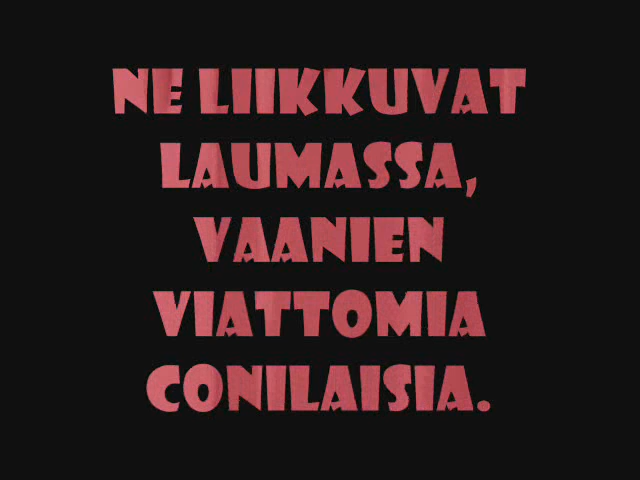 NE LIIKKUVAT
LAUMASSA,
VAANIEN
VIATTOMIA
CONILAISIA.